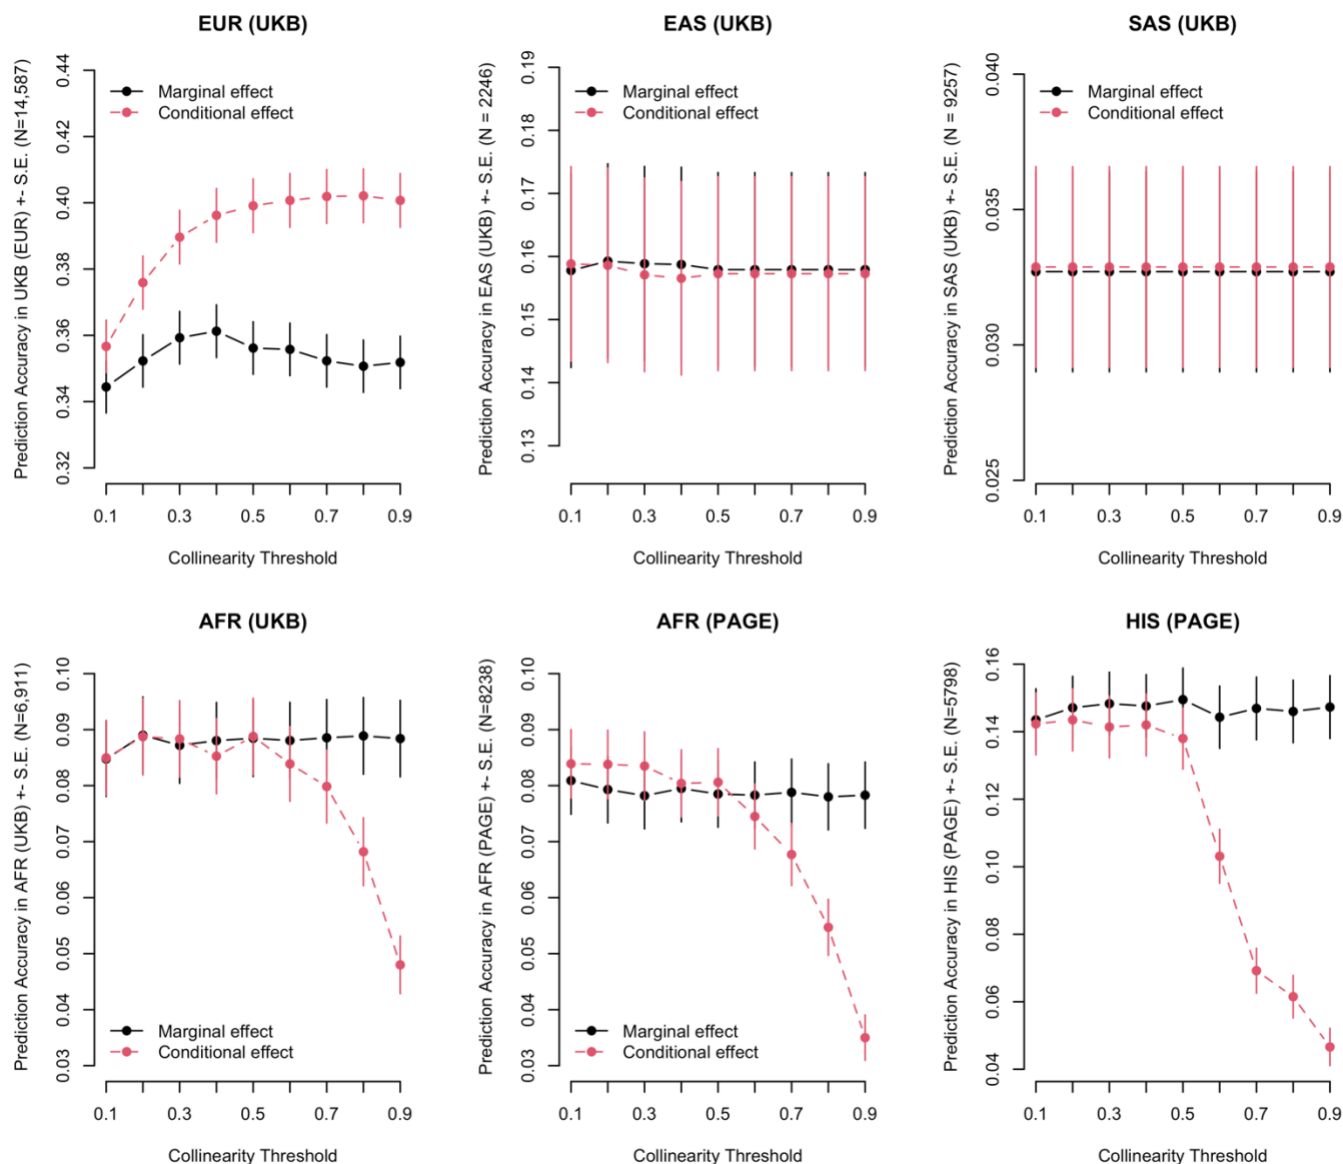 EUR (UKB)
Prediction Accuracy in UKB (EUR) +- S.E. (N=14,587)
0.44
0.42
0.40
0.38
0.36
0.34
0.32
Marginal effect
Conditional effect
0.1
0.3
0.5
0.7
0.9
Collinearity Threshold
EAS (UKB)
Prediction Accuracy in EAS (UKB) +- S.E. (N = 2246)
0.19
0.18
0.17
0.16
0.15
0.14
0.13
Marginal effect
Conditional effect
0.1
0.3
0.5
0.7
0.9
Collinearity Threshold
SAS (UKB)
Prediction Accuracy in SAS (UKB) +- S.E. (N = 9257)
0.040
0.035
0.030
0.025
Marginal effect
Conditional effect
0.1
0.3
0.5
0.7
0.9
Collinearity Threshold
AFR (UKB)
Prediction Accuracy in AFR (UKB) +- S.E. (N=6,911)
0.10
0.09
0.08
0.07
0.06
0.05
0.04
0.03
Marginal effect
Conditional effect
0.1
0.3
0.5
0.7
0.9
Collinearity Threshold
AFR (PAGE)
Prediction Accuracy in AFR (PAGE) +- S.E. (N=8238)
0.10
0.09
0.08
0.07
0.06
0.05
0.04
0.03
Marginal effect
Conditional effect
0.1
0.3
0.5
0.7
0.9
Collinearity Threshold
HIS (PAGE)
Prediction Accuracy in HIS (PAGE) +- S.E. (N=5798)
0.16
0.14
0.12
0.10
0.08
0.06
0.04
0.1
0.3
0.5
0.7
0.9
Collinearity Threshold